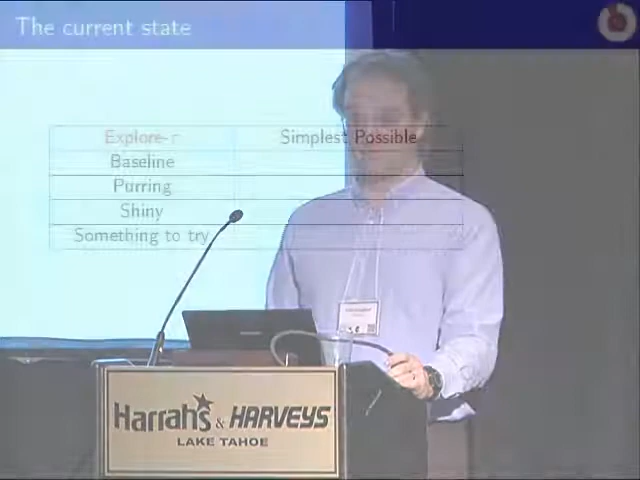 The current state
Explore-τ Simplest Possible
Baseline
Purring
Shiny
Something to try
Harrah's & HARVEYS
LAKE TAHOE